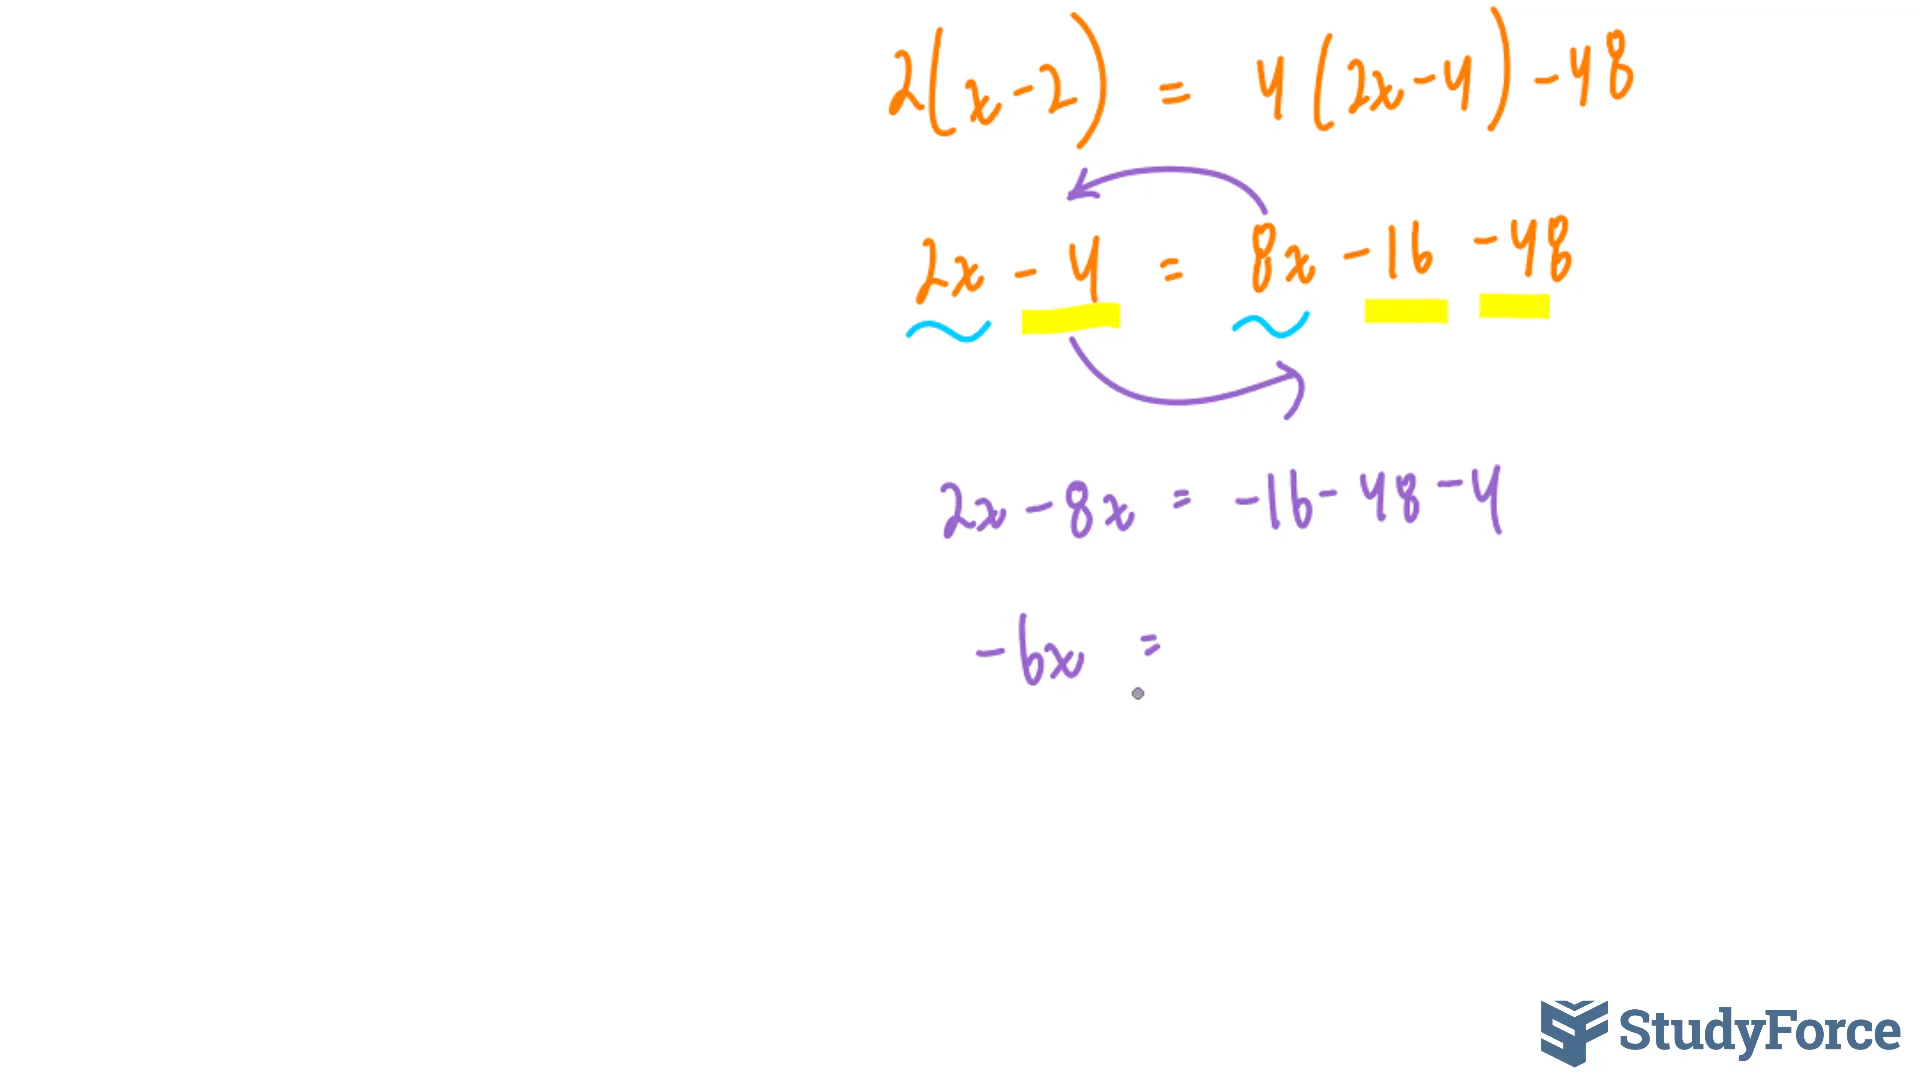 2(x-2) = 4(2x-4)-48
2x - 4 = 8x -16 -48
2x - 8x = -16 - 48 - 4
-6x =
StudyForce